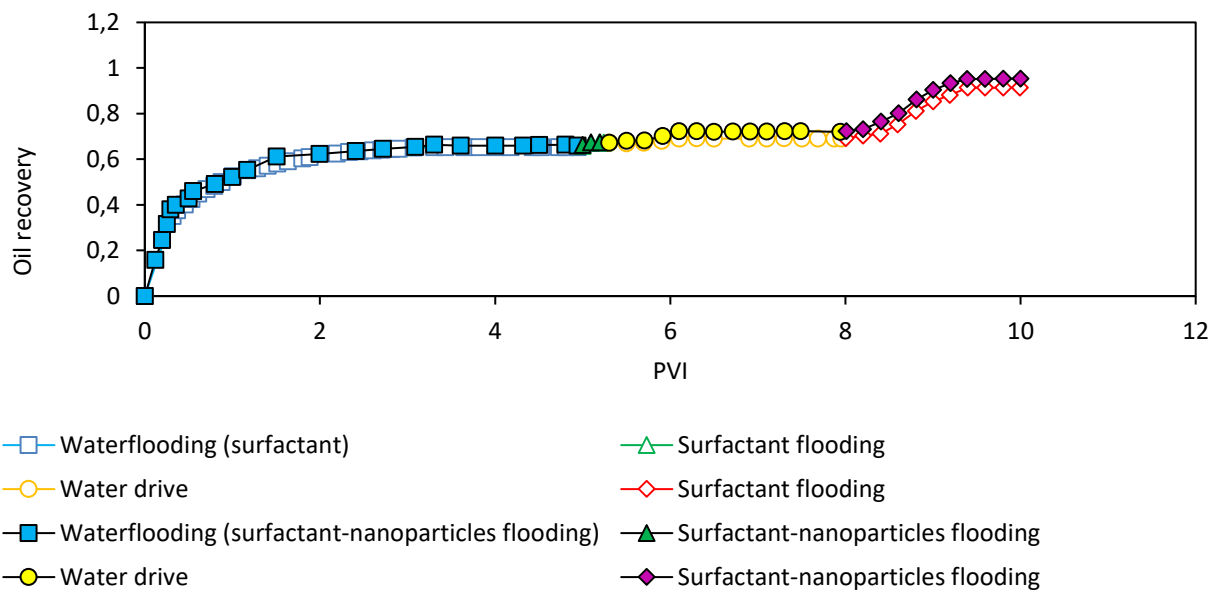 1,2
1
0,8
0,6
0,4
0,2
0
Oil recovery
0 2 4 6 8 10 12
PVI
Waterflooding (surfactant) Surfactant flooding
Water drive Surfactant flooding
Waterflooding (surfactant-nanoparticles flooding) Surfactant-nanoparticles flooding
Water drive Surfactant-nanoparticles flooding